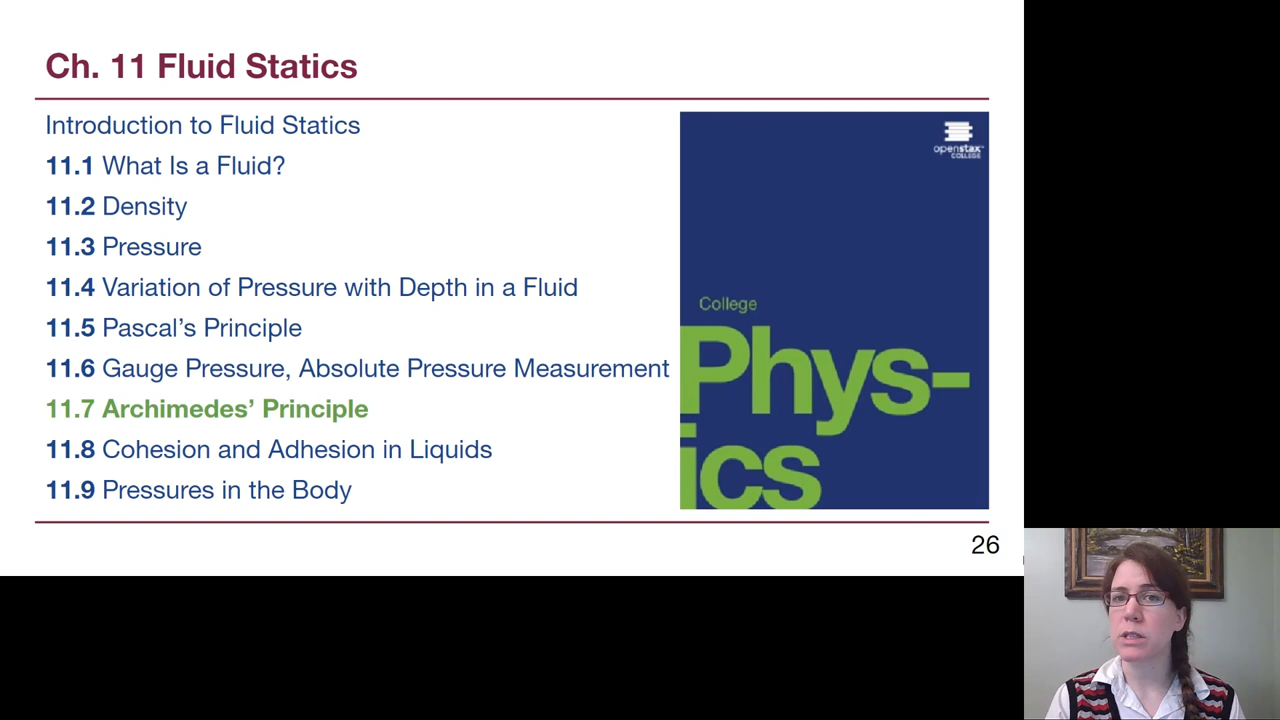 Ch. 11 Fluid Statics
Introduction to Fluid Statics
11.1 What Is a Fluid?
11.2 Density
11.3 Pressure
11.4 Variation of Pressure with Depth in a Fluid
11.5 Pascal's Principle
11.6 Gauge Pressure, Absolute Pressure Measurement
11.7 Archimedes' Principle
11.8 Cohesion and Adhesion in Liquids
11.9 Pressures in the Body
openstax™
COLLEGE
College
Phys-
ics
26